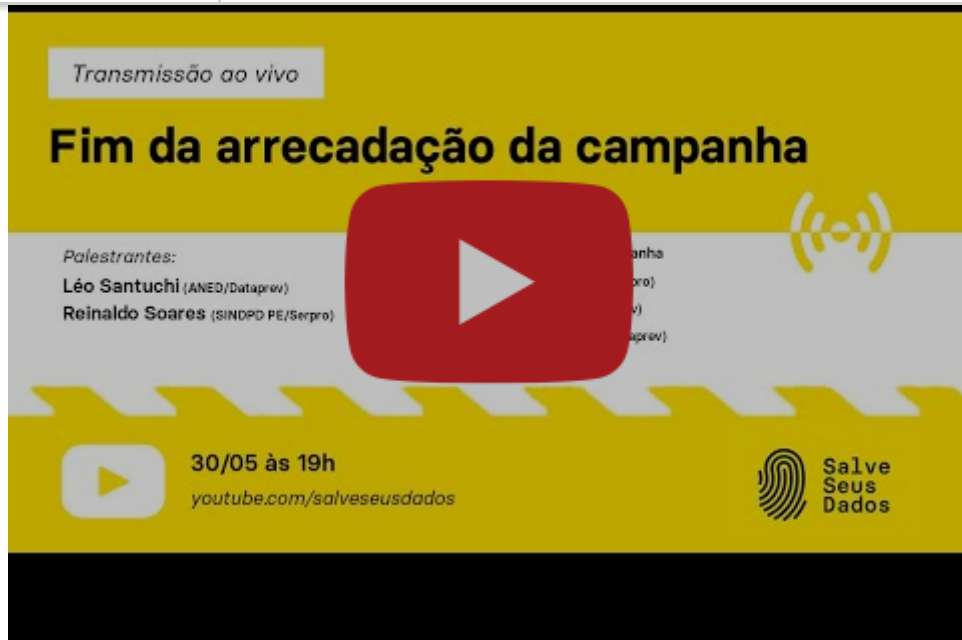 Transmissão ao vivo
Fim da arrecadação da campanha
Palestrantes:
Léo Santuchi (ANED/Dataprev)
Reinaldo Soares (SINDPD PE/Serpro)
30/05 às 19h
youtube.com/salveseusdados
Salve
Seus
Dados